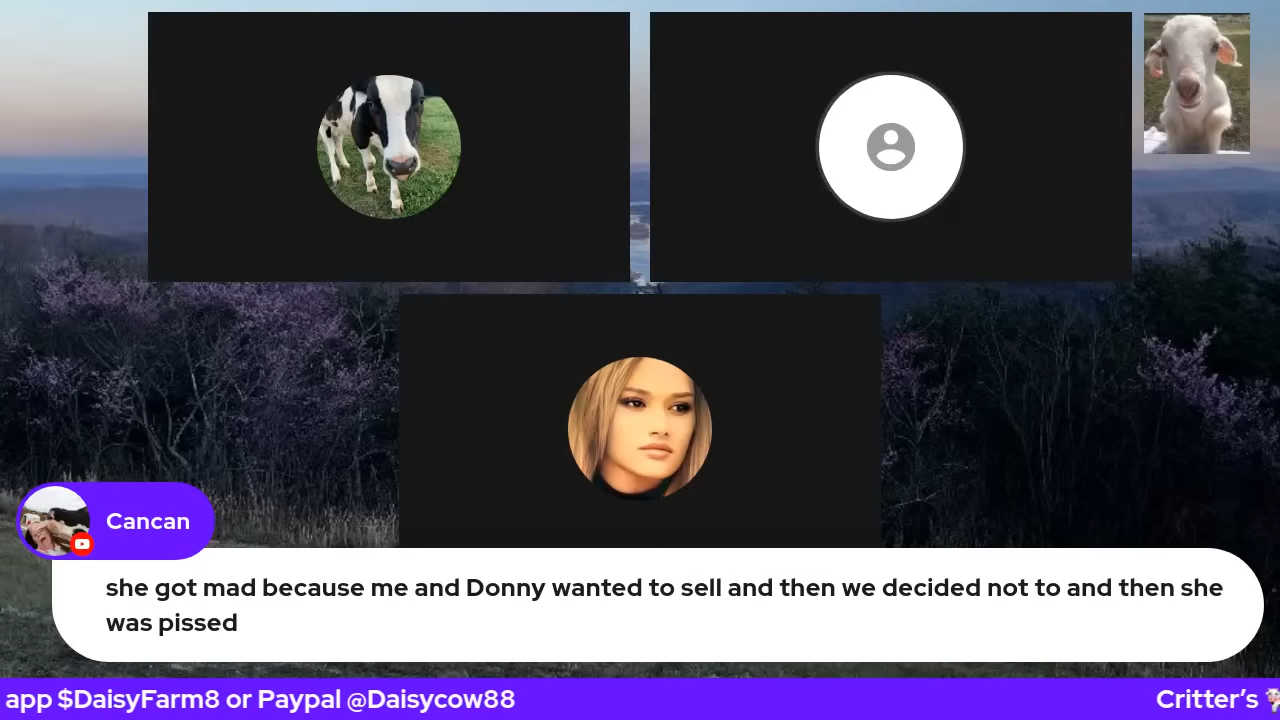 Cancan
she got mad because me and Donny wanted to sell and then we decided not to and then she
was pissed
app $DaisyFarm8 or Paypal @Daisycow88
Critter’s